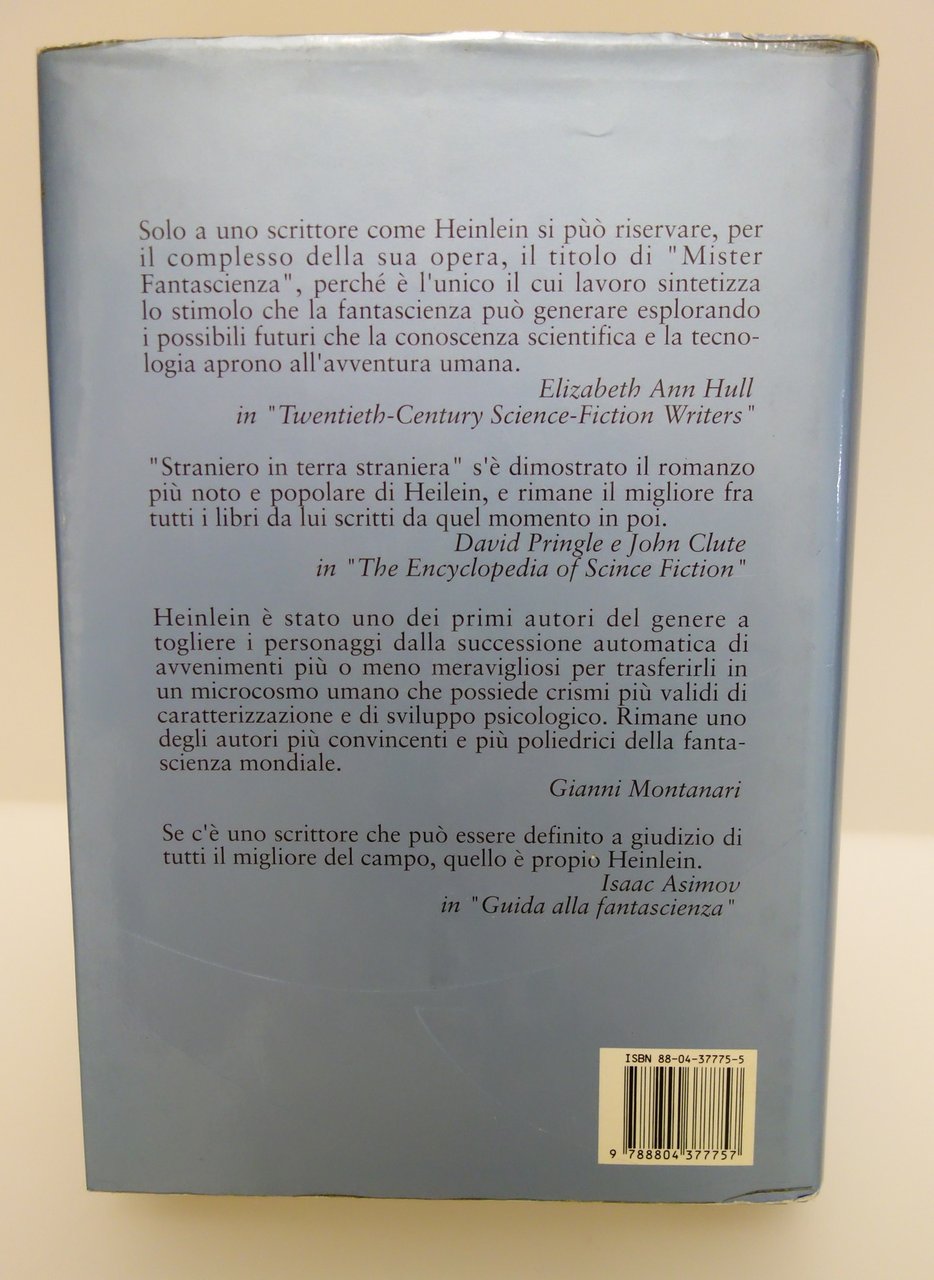 Solo a uno scrittore come Heinlein si pùò riservare, per
il complesso della sua opera, il titolo di "Mister
Fantascienza", perché è l'unico il cui lavoro sintetizza
lo stimolo che la fantascienza può generare esplorando
i possibili futuri che la conoscenza scientifica e la tecno-
logia aprono all'avventura umana.
Elizabeth Ann Hull
in "Twentieth-Century Science-Fiction Writers"
"Straniero in terra straniera" s'è dimostrato il romanzo
più noto e popolare di Heilein, e rimane il migliore fra
tutti i libri da lui scritti da quel momento in poi.
David Pringle e John Clute
in "The Encyclopedia of Scince Fiction"
Heinlein è stato uno dei primi autori del genere a
togliere i personaggi dalla successione automatica di
avvenimenti più o meno meravigliosi per trasferirli in
un microcosmo umano che possiede crismi più validi di
caratterizzazione e di sviluppo psicologico. Rimane uno
degli autori più convincenti e più poliedrici della fanta-
scienza mondiale.
Gianni Montanari
Se c'è uno scrittore che può essere definito a giudizio di
tutti il migliore del campo, quello è propio Heinlein.
Isaac Asimov
in "Guida alla fantascienza"
ISBN 88-04-37775-5
9 788804 377757